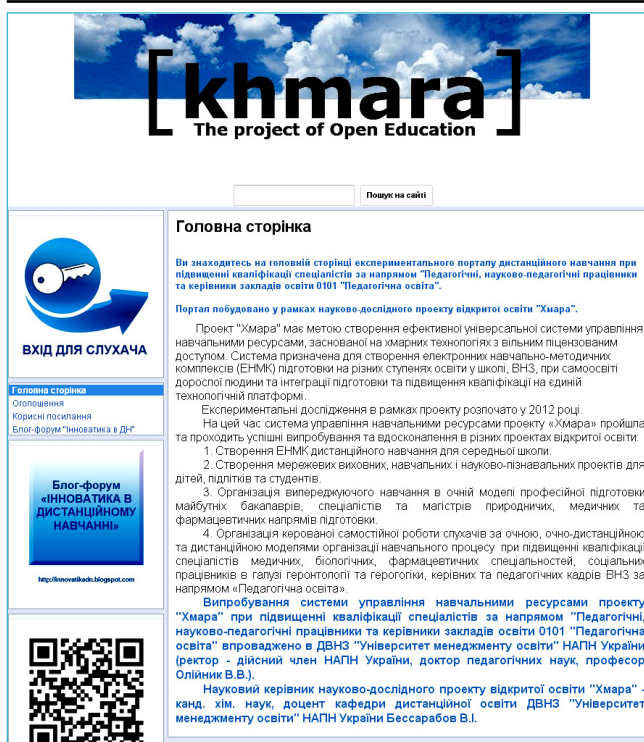 [khmara]
The project of Open Education
Пошук на сайті
ВХІД ДЛЯ СЛУХАЧА
Головна сторінка
Оголошення
Корисні посилання
Блог-форум "Інноватика в ДН"
Блог-форум
«ІННОВАТИКА В
ДИСТАНЦІЙНОМУ
НАВЧАННІ»
http://innovatikadn.blogspot.com
Головна сторінка
Ви знаходитесь на головній сторінці експериментального порталу дистанційного навчання при
підвищенні кваліфікації спеціалістів за напрямом "Педагогічні, науково-педагогічні працівники
та керівники закладів освіти 0101 "Педагогічна освіта".
Портал побудовано у рамках науково-дослідного проекту відкритої освіти "Хмара".
Проект "Хмара" має метою створення ефективної універсальної системи управління
навчальними ресурсами, заснованої на хмарних технологіях з вільним ліцензованим
доступом. Система призначена для створення електронних навчально-методичних
комплексів (ЕНМК) підготовки на різних ступенях освіти у школі, ВНЗ, при самоосвіті
дорослої людини та інтеграції підготовки та підвищення кваліфікації на єдиній
технологічній платформі.
Експериментальні дослідження в рамках проекту розпочато у 2012 році.
На цей час система управління навчальними ресурсами проекту «Хмара» пройшла
та проходить успішні випробування та вдосконалення в різних проектах відкритої освіти:
1. Створення ЕНМК дистанційного навчання для середньої школи.
2. Створення мережевих виховних, навчальних і науково-пізнавальних проектів для
дітей, підлітків та студентів.
3. Організація випереджуючого навчання в очній моделі професійної підготовки
майбутніх бакалаврів, спеціалістів та магістрів природничих, медичних та
фармацевтичних напрямів підготовки.
4. Організація керованої самостійної роботи слухачів за очною, очно-дистанційною
та дистанційною моделями організації навчального процесу при підвищенні кваліфікації
спеціалістів медичних, біологічних, фармацевтичних спеціальностей, соціальних
працівників в галузі геронтології та герогогіки, керівних та педагогічних кадрів ВНЗ за
напрямом «Педагогічна освіта».
Випробування системи управління навчальними ресурсами проекту
"Хмара" при підвищенні кваліфікації спеціалістів за напрямом "Педагогічні,
науково-педагогічні працівники та керівники закладів освіти 0101 "Педагогічна
освіта" впроваджено в ДВНЗ "Університет менеджменту освіти" НАПН України
(ректор - дійсний член НАПН України, доктор педагогічних наук, професор
Олійник В.В.).
Науковий керівник науково-дослідного проекту відкритої освіти "Хмара" -
канд. хім. наук, доцент кафедри дистанційної освіти ДВНЗ "Університет
менеджменту освіти" НАПН України Бессарабов В.І.